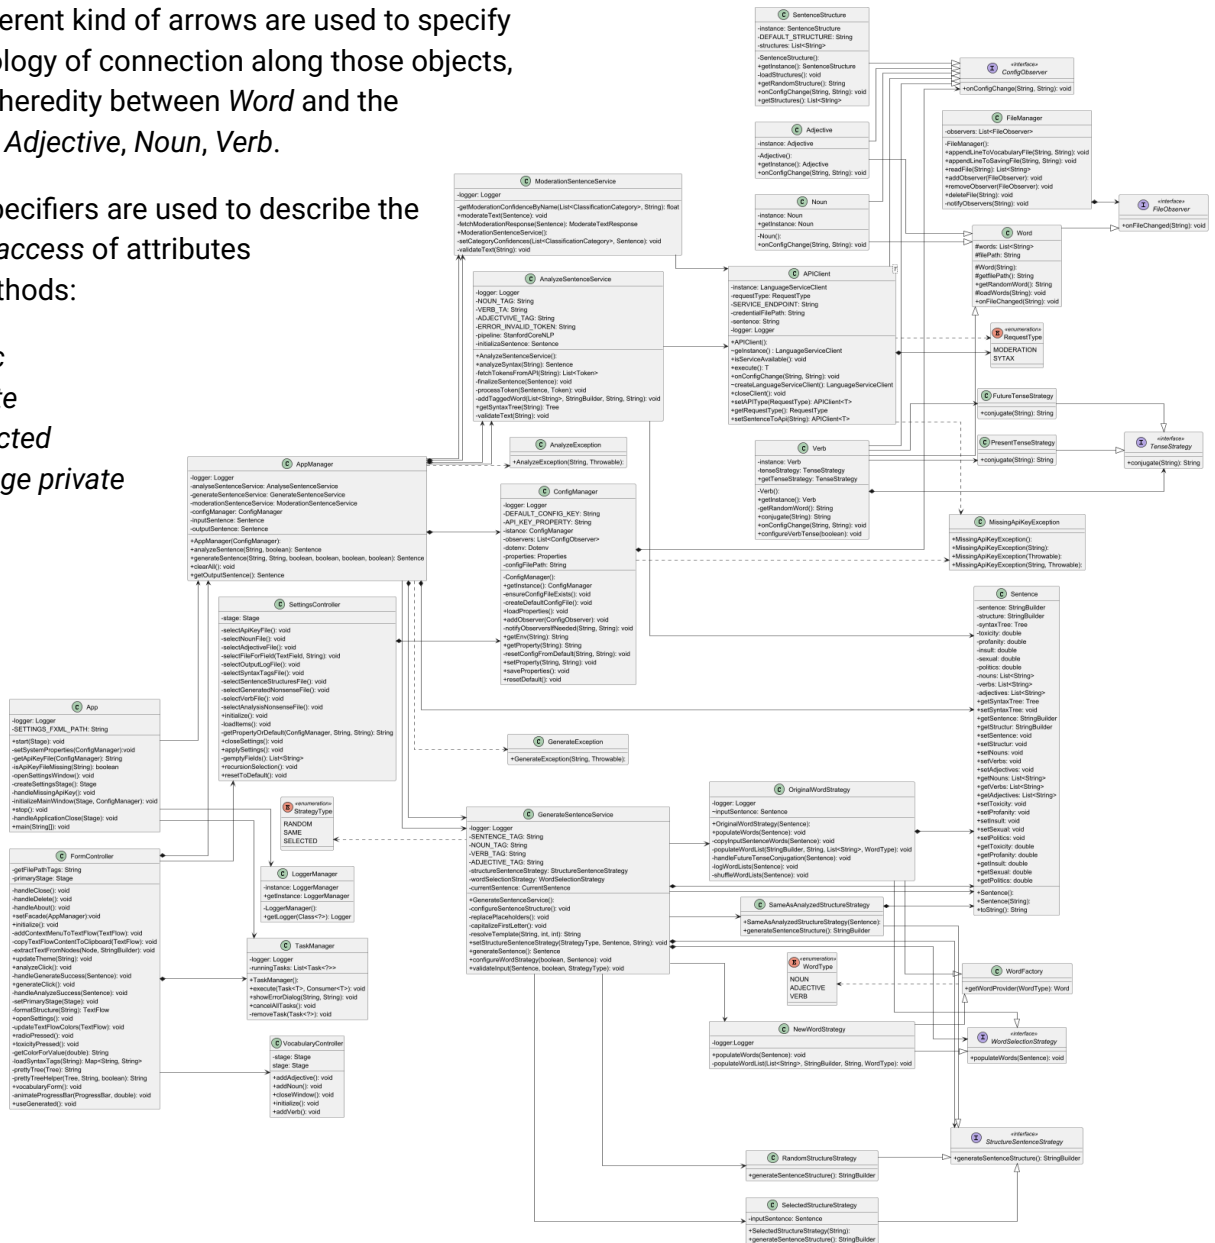 erent kind of arrows are used to specify
ology of connection along those objects,
heredity between Word and the
Adjective, Noun, Verb.
pecifiers are used to describe the
access of attributes
thods:
c
te
cted
ge private
C SentenceStructure
-instance: SentenceStructure
-DEFAULT_STRUCTURE: String
-structures: List<String>
-SentenceStructure():
+getInstance(): SentenceStructure
-loadStructures(): void
+getRandomStructure(): String
+onConfigChange(String, String): void
+getStructures(): List<String>
I «interface»
ConfigObserver
+onConfigChange(String, String): void
C FileManager
-observers: List<FileObserver>
-FileManager():
+appendLineToVocabularyFile(String, String): void
+appendLineToSavingFile(String, String): void
+readFile(String): List<String>
+addObserver(FileObserver): void
+removeObserver(FileObserver): void
+deleteFile(String): void
-notifyObservers(String): void
C Adjective
-instance: Adjective
-Adjective():
+getInstance(): Adjective
+onConfigChange(String, String): void
C ModerationSentenceService
-logger: Logger
-getModerationConfidenceByName(List<ClassificationCategory>, String): float
+moderateText(Sentence): void
-fetchModerationResponse(Sentence): ModerateTextResponse
+ModerationSentenceService():
-setCategoryConfidences(List<ClassificationCategory>, Sentence): void
-validateText(String): void
C Noun
-instance: Noun
+getInstance: Noun
-Noun():
+onConfigChange(String, String): void
I «interface»
FileObserver
+onFileChanged(String): void
C Word
#words: List<String>
#filePath: String
#Word(String):
#getfilePath(): String
+getRandomWord(): String
#loadWords(String): void
+onFileChanged(String): void
C AnalyzeSentenceService
-logger: Logger
-NOUN_TAG: String
-VERB_TA: String
-ADJECTVIVE_TAG: String
-ERROR_INVALID_TOKEN: String
-pipeline: StanfordCoreNLP
-initializaSentence: Sentence
+AnalyzeSentenceService():
+analyzeSyntax(String): Sentence
-fetchTokensFromAPI(String): List<Token>
-finalizeSentence(Sentence): void
-processToken(Sentence, Token): void
-addTaggedWord(List<String>, StringBuilder, String, String): void
+getSyntaxTree(String): Tree
-validateText(String): void
C APIClient
T
-instance: LanguageServiceClient
-requestType: RequestType
-SERVICE_ENDPOINT: String
-credentialFilePath: String
-sentence: String
-logger: Logger
+APIClient():
~getInstance() : LanguageServiceClient
+isServiceAvailable(): void
+execute(): T
+onConfigChange(String, String): void
~createLanguageServiceClient(): LanguageServiceClient
+closeClient(): void
+setAPIType(RequestType): APIClient<T>
+getRequestType(): RequestType
+setSentenceToApi(String): APIClient<T>
E «enumeration»
RequestType
MODERATION
SYTAX
C FutureTenseStrategy
+conjugate(String): String
C PresentTenseStrategy
+conjugate(String): String
I «interface»
TenseStrategy
+conjugate(String): String
C AnalyzeException
+AnalyzeException(String, Throwable):
C Verb
-instance: Verb
-tenseStrategy: TenseStrategy
+getTenseStrategy: TenseStrategy
-Verb():
+getInstance(): Verb
-getRandomWord(): String
+conjugate(String): String
+onConfigChange(String, String): void
+configureVerbTense(boolean): void
C AppManager
-logger: Logger
-analyseSentenceService: AnalyseSentenceService
-generateSentenceService: GenerateSentenceService
-moderationSentenceService: ModerationSentenceService
-configManager: ConfigManager
-inputSentence: Sentence
-outputSentence: Sentence
+AppManager(ConfigManager):
+analyzeSentence(String, boolean): Sentence
+generateSentence(String, String, boolean, boolean, boolean, boolean): Sentence
+clearAll(): void
+getOutputSentence(): Sentence
C ConfigManager
-logger: Logger
-DEFAULT_CONFIG_KEY: String
-API_KEY_PROPERTY: String
-istance: ConfigManager
-observers: List<ConfigObserver>
-dotenv: Dotenv
-properties: Properties
-configFilePath: String
-ConfigManager():
+getInstance(): ConfigManager
-ensureConfigFileExists(): void
-createDefaultConfigFile(): void
+loadProperties(): void
+addObserver(ConfigObserver): void
-notifyObserversIfNeeded(String, String): void
+getEnv(String): String
+getProperty(String): String
-resetConfigFromDefault(String, String): void
+setProperty(String, String): void
+saveProperties(): void
+resetDefault(): void
C MissingApiKeyException
+MissingApiKeyException():
+MissingApiKeyException(String):
+MissingApiKeyException(Throwable):
+MissingApiKeyException(String, Throwable):
C SettingsController
-stage: Stage
-selectApiKeyFile(): void
-selectNounFile(): void
-selectAdjectiveFile(): void
-selectFileForField(TextField, String): void
-selectOutputLogFile(): void
-selectSyntaxTagsFile(): void
-selectSentenceStructuresFile(): void
-selectGeneratedNonsenseFile(): void
-selectVerbFile(): void
-selectAnalysisNonsenseFile(): void
+initialize(): void
-loadItems(): void
-getPropertyOrDefault(ConfigManager, String, String): String
+closeSettings(): void
+applySettings(): void
-gemptyFields(): List<String>
+recursionSelection(): void
+resetToDefault(): void
C Sentence
-sentence: StringBuilder
-structure: StringBuilder
-syntaxTree: Tree
-toxicity: double
-profanity: double
-insult: double
-sexual: double
-politics: double
-nouns: List<String>
-verbs: List<String>
-adjectives: List<String>
+getSyntaxTree: Tree
+setSyntaxTree: void
+getSentence: StringBuilder
+getStructur: StringBuilder
+setSentence: void
+setStructur: void
+setNouns: void
+setVerbs: void
+setAdjectives: void
+getNouns: List<String>
+getVerbs: List<String>
+getAdjectives: List<String>
+setToxicity: void
+setProfanity: void
+setInsult: void
+setSexual: void
+setPolitics: void
+getToxicity: double
+getProfanity: double
+getInsult: double
+getSexual: double
+getPolitics: double
+Sentence():
+Sentence(String):
+toString(): String
C App
-logger: Logger
-SETTINGS_FXML_PATH: String
+start(Stage): void
-setSystemProperties(ConfigManager):void
-getApiKeyFile(ConfigManager): String
-isApiKeyFileMissing(String): boolean
-openSettingsWindow(): void
-createSettingsStage(): Stage
-handleMissingApiKey(): void
-initializeMainWindow(Stage, ConfigManager): void
+stop(): void
-handleApplicationClose(Stage): void
+main(String[]): void
C GenerateException
+GenerateException(String, Throwable):
E «enumeration»
StrategyType
RANDOM
SAME
SELECTED
C GenerateSentenceService
-logger: Logger
-SENTENCE_TAG: String
-NOUN_TAG: String
-VERB_TAG: String
-ADJECTIVE_TAG: String
-structureSentenceStrategy: StructureSentenceStrategy
-wordSelectionStrategy: WordSelectionStrategy
-currentSentence: CurrentSentence
+GenerateSentenceService():
-configureSentenceStructure(): void
-replacePlaceholders(): void
-capitalizeFirstLetter(): void
-resolveTemplate(String, int, int): String
+setStructureSentenceStrategy(StrategyType, Sentence, String): void
+generateSentence(): Sentence
+configureWordStrategy(boolean, Sentence): void
+validateInput(Sentence, boolean, StrategyType): void
C OriginalWordStrategy
-logger: Logger
~inputSentence: Sentence
+OriginalWordStrategy(Sentence):
+populateWords(Sentence): void
-copyInputSentenceWords(Sentence): void
-populateWordList(StringBuilder, String, List<String>, WordType): void
-handleFutureTenseConjugation(Sentence): void
-logWordLists(Sentence): void
-shuffleWordLists(Sentence): void
C FormController
-getFilePathTags: String
-primaryStage: Stage
-handleClose(): void
-handleDelete(): void
-handleAbout(): void
+setFacade(AppManager):void
+initialize(): void
-addContextMenuToTextFlow(TextFlow): void
-copyTextFlowContentToClipboard(TextFlow): void
-extractTextFromNodes(Node, StringBuilder): void
+updateTheme(String): void
+analyzeClick(): void
-handleGenerateSuccess(Sentence): void
+generateClick(): void
-handleAnalyzeSuccess(Sentence): void
-setPrimaryStage(Stage): void
-formatStructure(String): TextFlow
+openSettings(): void
-updateTextFlowColors(TextFlow): void
+radioPressed(): void
+toxicityPressed(): void
-getColorForValue(double): String
-loadSyntaxTags(String): Map<String, String>
-prettyTree(Tree): String
-prettyTreeHelper(Tree, String, boolean): String
+vocabularyForm(): void
-animateProgressBar(ProgressBar, double): void
+useGenerated(): void
C LoggerManager
-instance: LoggerManager
+getInstance: LoggerManager
-LoggerManager():
+getLogger(Class<?>): Logger
C SameAsAnalyzedStructureStrategy
+SameAsAnalyzedStructureStrategy(Sentence):
+generateSentenceStructure(): StringBuilder
C TaskManager
-logger: Logger
-runningTasks: List<Task<?>>
+TaskManager():
+execute(Task<T>, Consumer<T>): void
+showErrorDialog(String, String): void
+cancelAllTasks(): void
-removeTask(Task<?>): void
E «enumeration»
WordType
NOUN
ADJECTIVE
VERB
C WordFactory
+getWordProvider(WordType): Word
C NewWordStrategy
-logger:Logger
+populateWords(Sentence): void
-populateWordList(List<String>, StringBuilder, String, WordType): void
I «interface»
WordSelectionStrategy
+populateWords(Sentence): void
C VocabularyController
-stage: Stage
stage: Stage
+addAdjective(): void
+addNoun(): void
+closeWindow(): void
+initialize(): void
+addVerb(): void
I «interface»
StructureSentenceStrategy
+generateSentenceStructure(): StringBuilder
C RandomStructureStrategy
+generateSentenceStructure(): StringBuilder
C SelectedStructureStrategy
-inputSentence: Sentence
+SelectedStructureStrategy(String):
+generateSentenceStructure(): StringBuilder